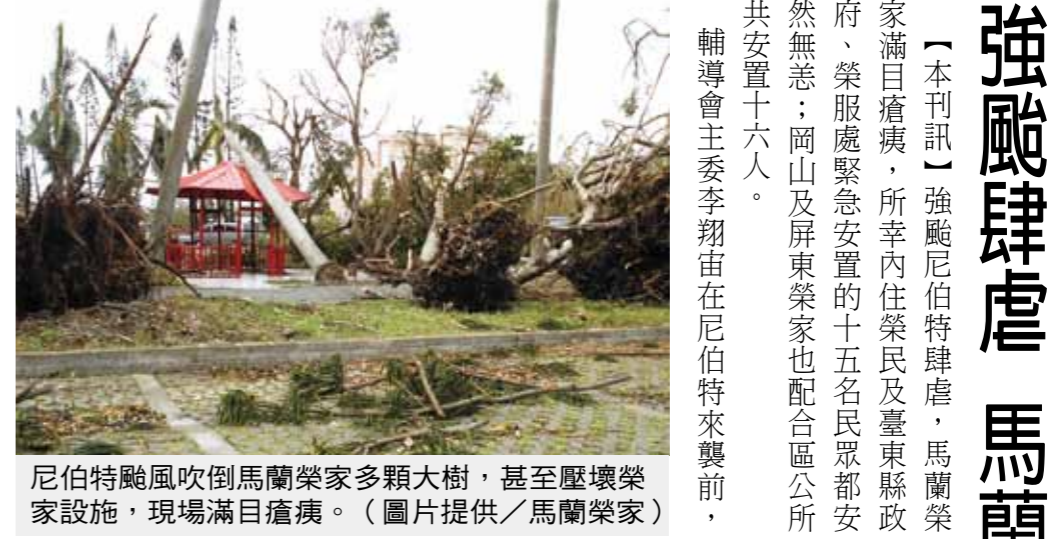 強颱肆虐 馬蘭
【本刊訊】強颱尼伯特肆虐，馬蘭榮
家滿目瘡痍，所幸內住榮民及臺東縣政
府、榮服處緊急安置的十五名民眾都安
然無恙；岡山及屏東榮家也配合區公所
共安置十六人。
輔導會主委李翔宙在尼伯特來襲前，
尼伯特颱風吹倒馬蘭榮家多顆大樹，甚至壓壞榮
家設施，現場滿目瘡痍。（圖片提供／馬蘭榮家）